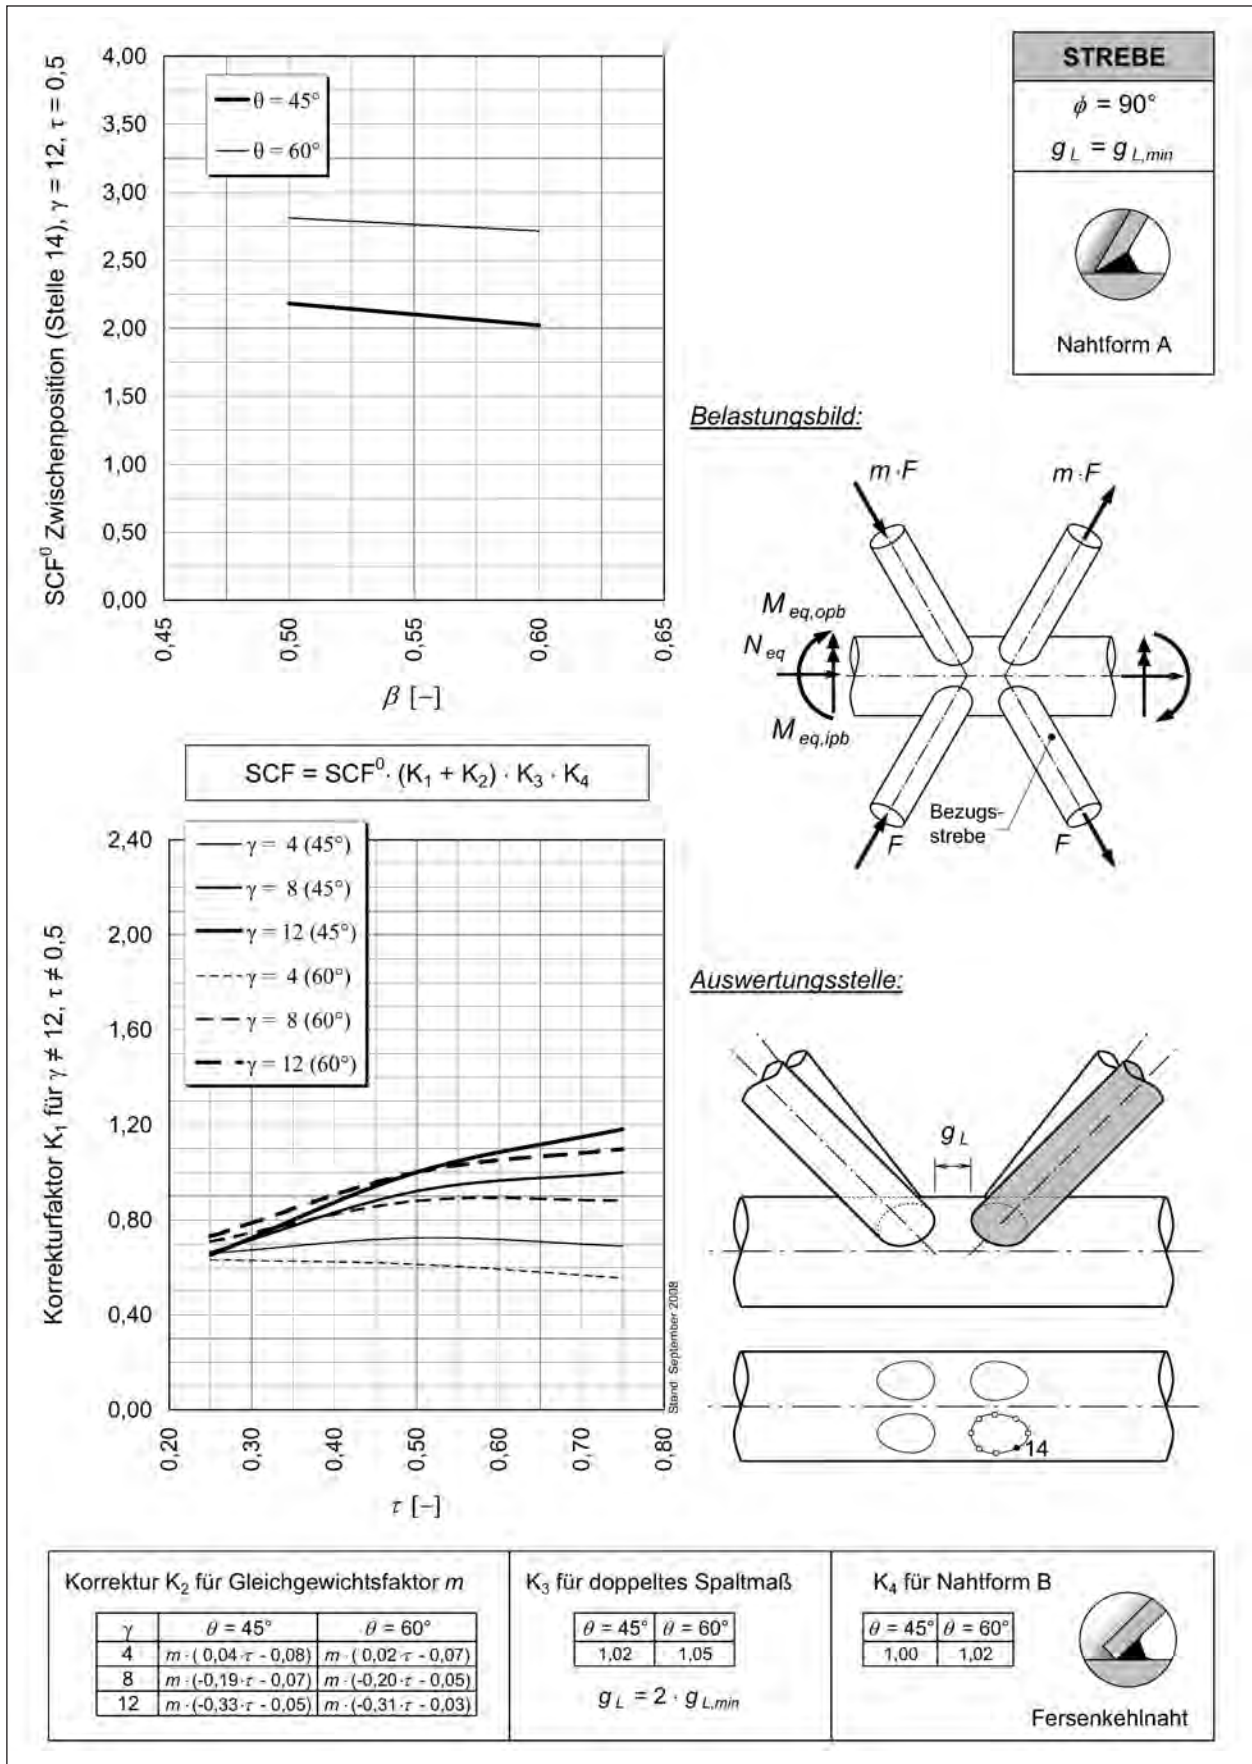 4,00
3,50
3,00
2,50
2,00
1,50
1,00
0,50
0,00
SCF⁰ Zwischenposition (Stelle 14), γ = 12, τ = 0,5
θ = 45°
θ = 60°
0,45
0,50
0,55
0,60
0,65
β [−]
STREBE
ϕ = 90°
g L = g L,min
Nahtform A
Belastungsbild:
m·F
m·F
M eq,opb
N eq
M eq,ipb
Bezugs-
strebe
F
F
SCF = SCF⁰· (K₁ + K₂) · K₃ · K₄
Korrekturfaktor K₁ für γ ≠ 12, τ ≠ 0,5
2,40
2,00
1,60
1,20
0,80
0,40
0,00
γ = 4 (45°)
γ = 8 (45°)
γ = 12 (45°)
γ = 4 (60°)
γ = 8 (60°)
γ = 12 (60°)
0,20
0,30
0,40
0,50
0,60
0,70
0,80
τ [−]
Stand: September 2008
Auswertungsstelle:
g L
14
Korrektur K₂ für Gleichgewichtsfaktor m
γ θ = 45° θ = 60°
4 m·( 0,04·τ - 0,08) m·( 0,02·τ - 0,07)
8 m·(-0,19·τ - 0,07) m·(-0,20·τ - 0,05)
12 m·(-0,33·τ - 0,05) m·(-0,31·τ - 0,03)
K₃ für doppeltes Spaltmaß
θ = 45° θ = 60°
1,02 1,05
g L = 2 · g L,min
K₄ für Nahtform B
θ = 45° θ = 60°
1,00 1,02
Fersenkehlnaht